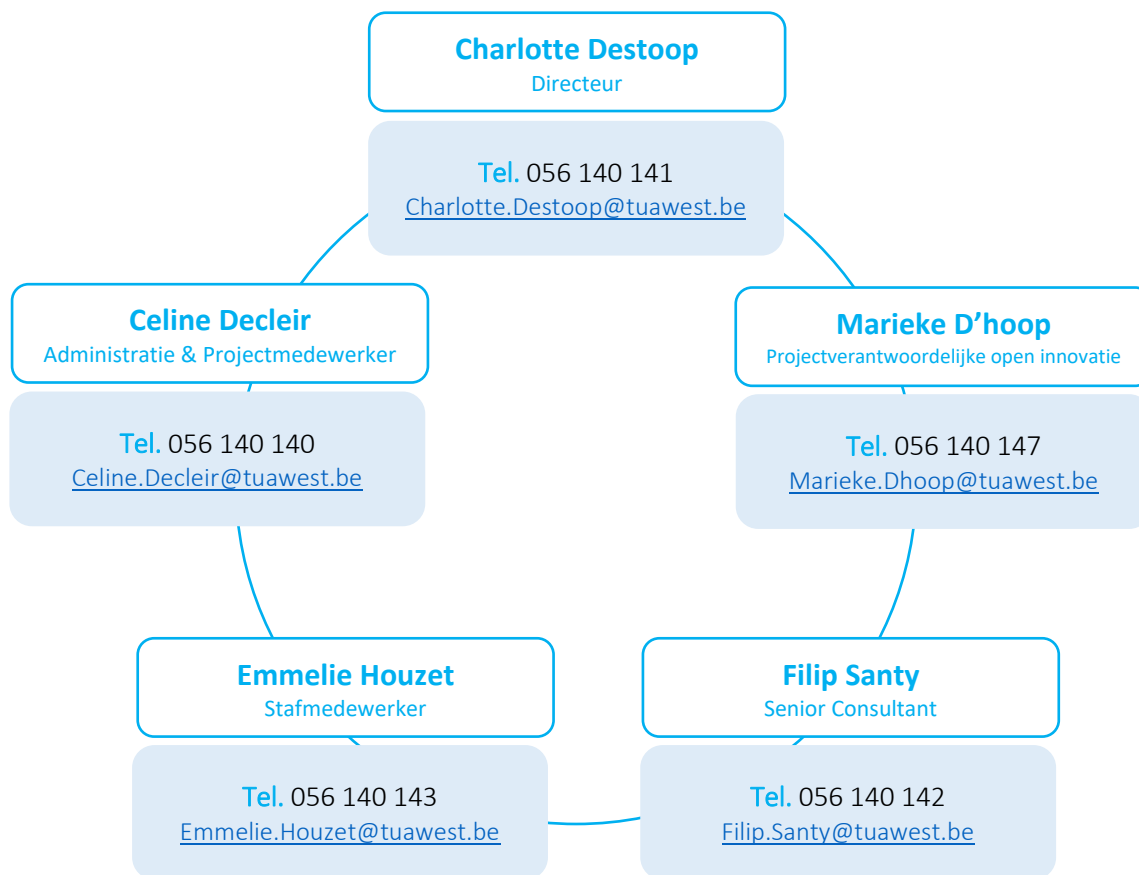 Charlotte Destoop
Directeur
Tel. 056 140 141
Charlotte.Destoop@tuawest.be
Celine Decleir
Administratie & Projectmedewerker
Tel. 056 140 140
Celine.Decleir@tuawest.be
Marieke D’hoop
Projectverantwoordelijke open innovatie
Tel. 056 140 147
Marieke.Dhoop@tuawest.be
Emmelie Houzet
Stafmedewerker
Tel. 056 140 143
Emmelie.Houzet@tuawest.be
Filip Santy
Senior Consultant
Tel. 056 140 142
Filip.Santy@tuawest.be